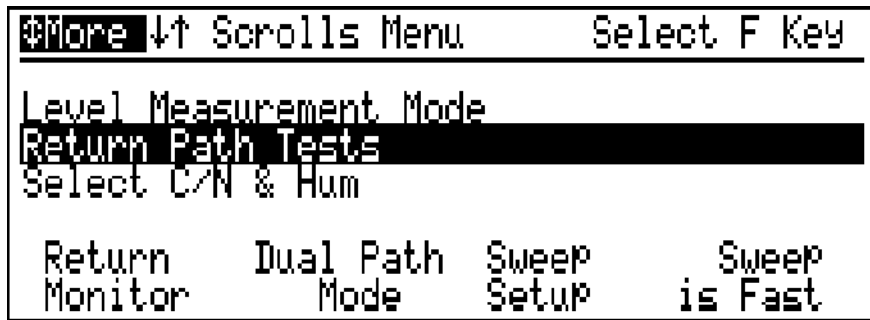 ⇕More ↓↑ Scrolls Menu Select F Key
Level Measurement Mode
Return Path Tests
Select C/N & Hum
Return Dual Path Sweep Sweep
Monitor Mode Setup is Fast